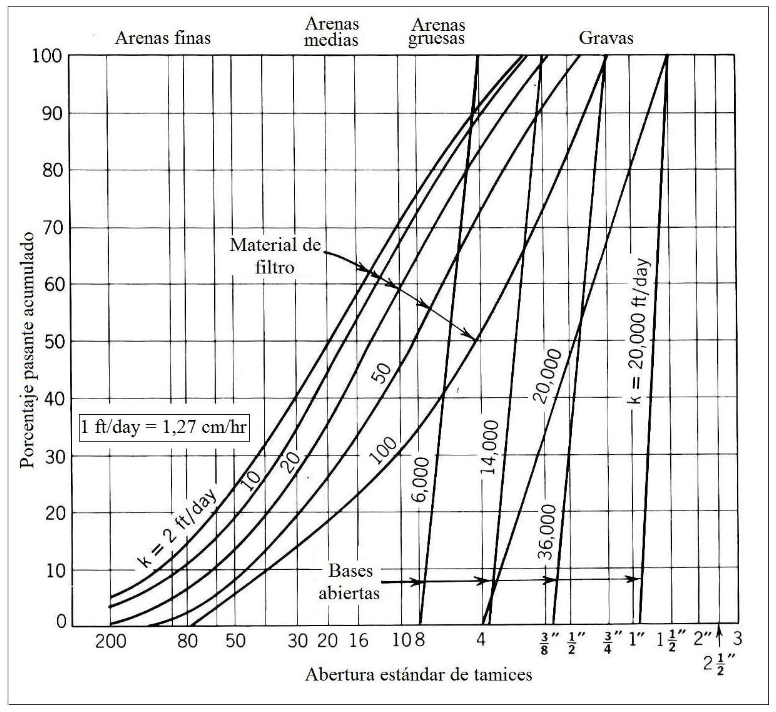 Arenas finas
Arenas
medias
Arenas
gruesas
Gravas
100
90
80
70
60
50
40
30
20
10
0
Porcentaje pasante acumulado
Material de
filtro
1 ft/day = 1,27 cm/hr
k = 2 ft/day
10
20
50
100
6,000
14,000
20,000
36,000
k = 20,000 ft/day
Bases
abiertas
200
80
50
30
20
16
10
8
4
3/8"
1/2"
3/4"
1"
1 1/2"
2"
2 1/2"
3
Abertura estándar de tamices